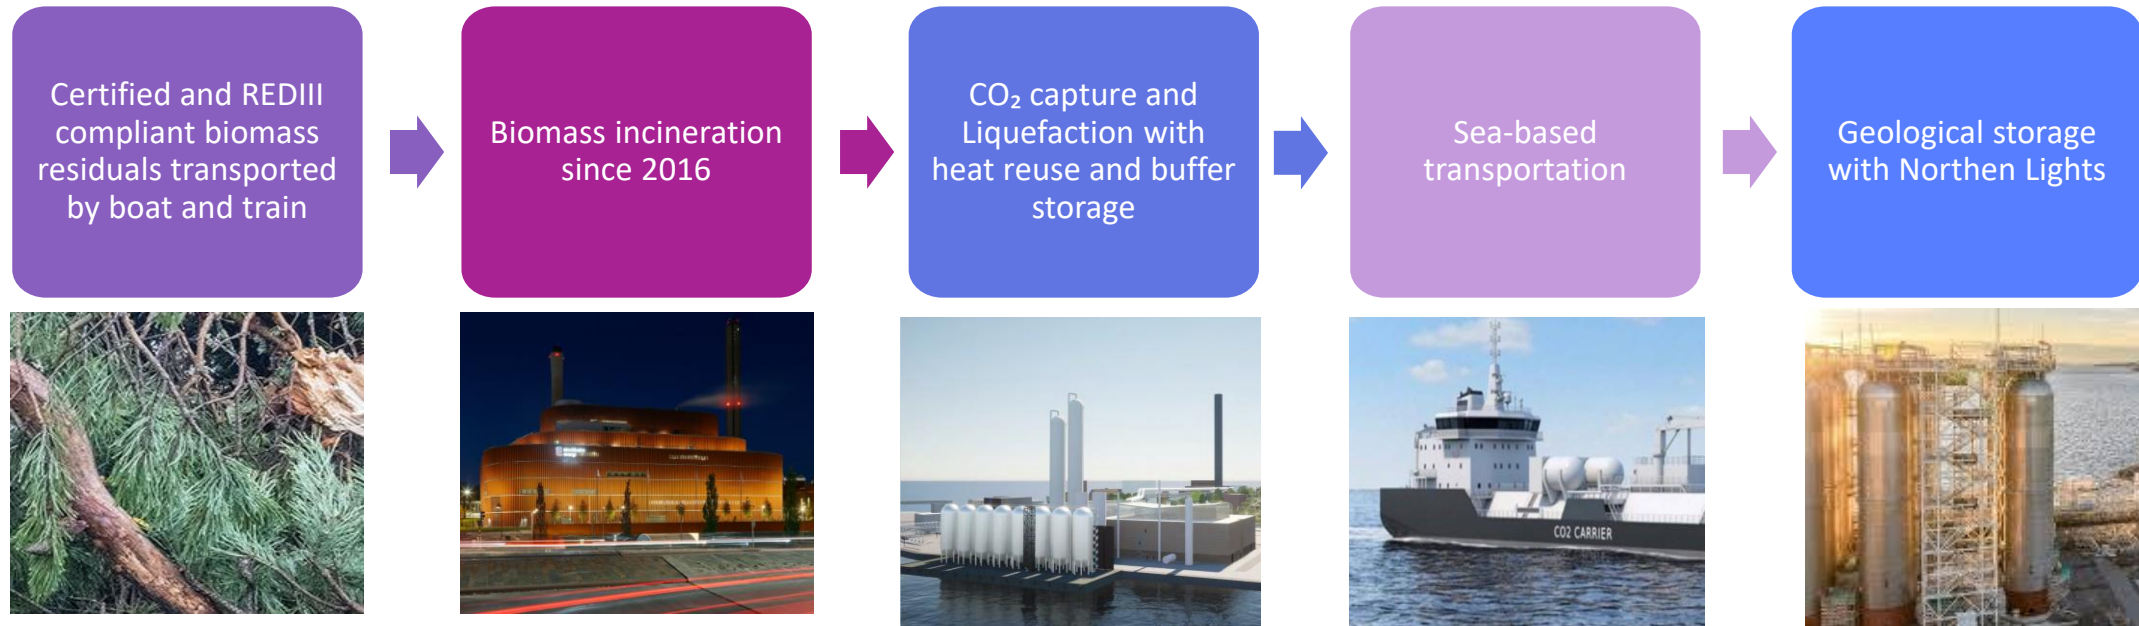 Certified and REDIII
compliant biomass
residuals transported
by boat and train
Biomass incineration
since 2016
CO₂ capture and
Liquefaction with
heat reuse and buffer
storage
Sea-based
transportation
Geological storage
with Northen Lights
CO2 CARRIER